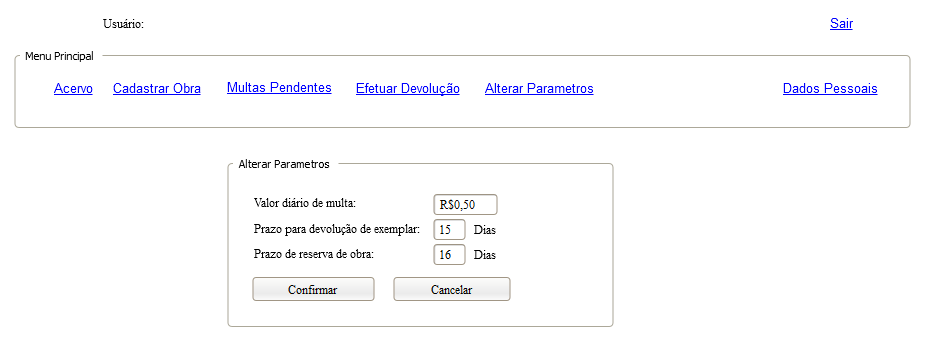 Usuário:
Sair
Menu Principal
Acervo Cadastrar Obra Multas Pendentes Efetuar Devolução Alterar Parametros Dados Pessoais
Alterar Parametros
Valor diário de multa: R$0,50
Prazo para devolução de exemplar: 15 Dias
Prazo de reserva de obra: 16 Dias
Confirmar Cancelar